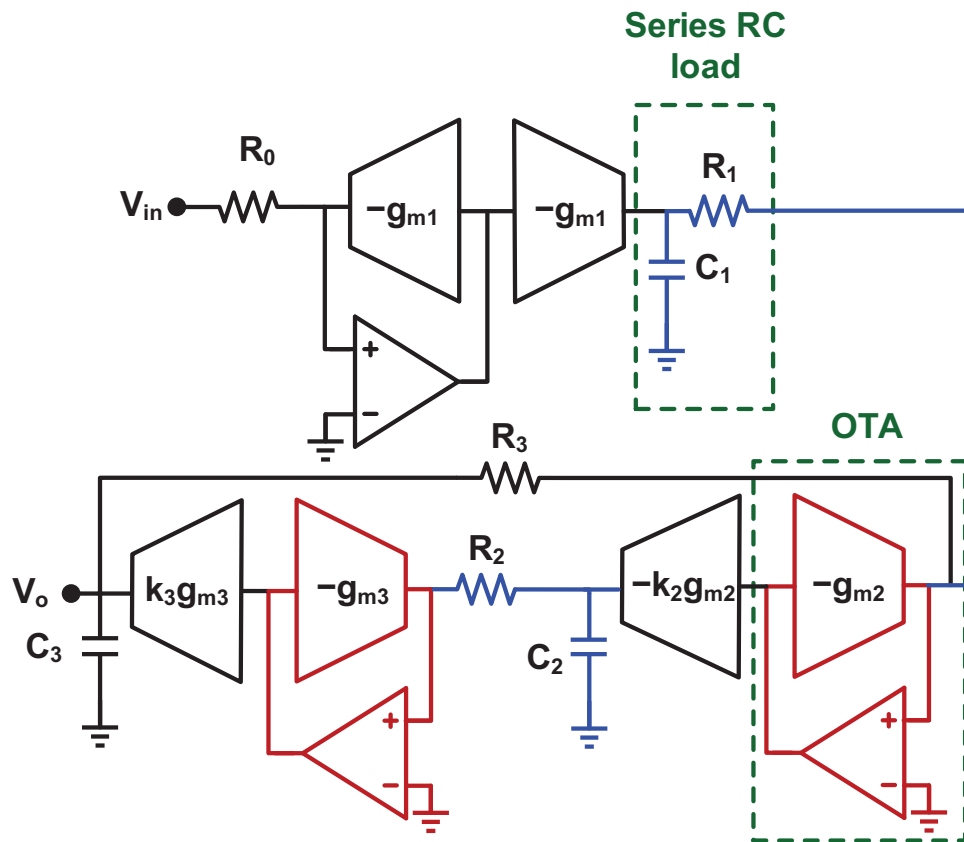 Series RC
load
R₀
R₁
Vᵢₙ
−gₘ₁
−gₘ₁
C₁
+
−
OTA
R₃
R₂
Vₒ
k₃gₘ₃
−gₘ₃
−k₂gₘ₂
−gₘ₂
C₃
C₂
+
−
+
−